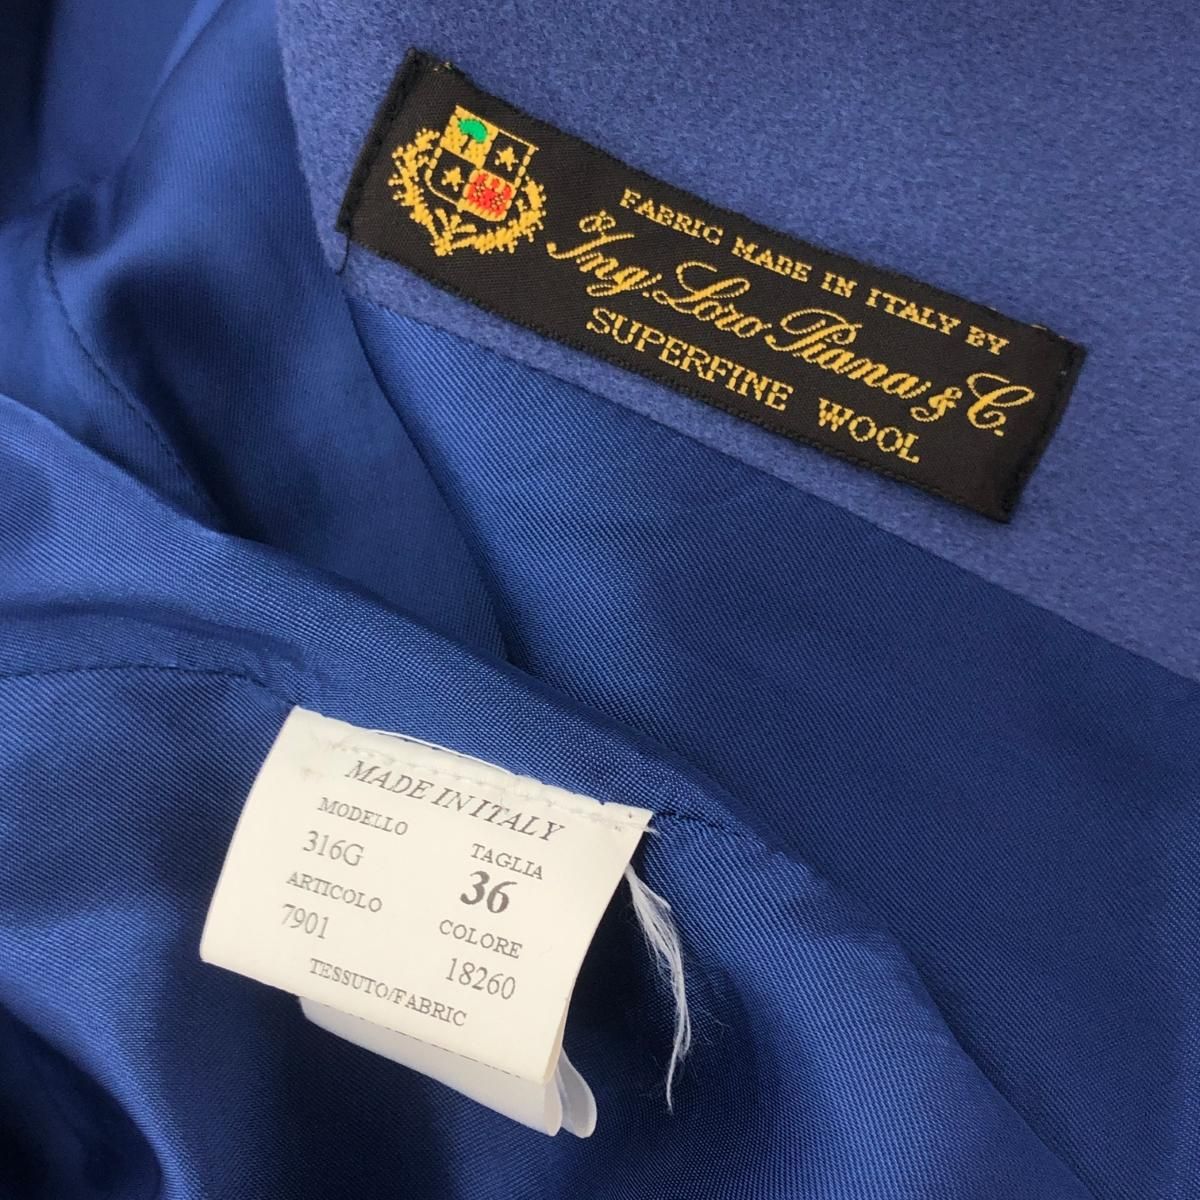 FABRIC MADE IN ITALY BY
Ing. Loro Piana & C.
SUPERFINE WOOL
MADE IN ITALY
MODELLO
316G
TAGLIA
36
ARTICOLO
7901
COLORE
18260
TESSUTO/FABRIC